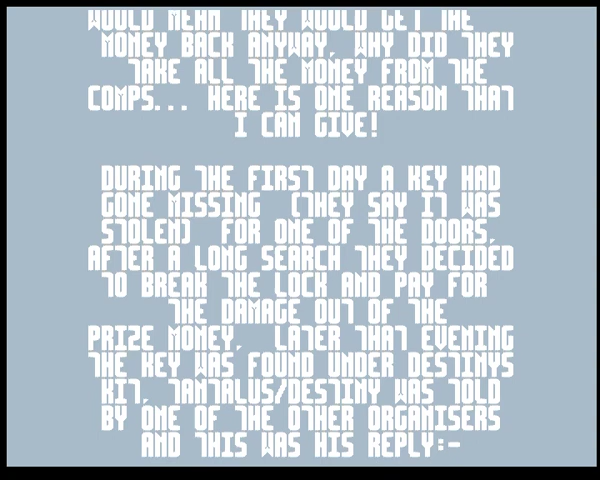 WOULD MEAN THEY WOULD GET THE
MONEY BACK ANYWAY, WHY DID THEY
TAKE ALL THE MONEY FROM THE
COMPS... HERE IS ONE REASON THAT
I CAN GIVE!
DURING THE FIRST DAY A KEY HAD
GONE MISSING (THEY SAY IT WAS
STOLEN) FOR ONE OF THE DOORS,
AFTER A LONG SEARCH THEY DECIDED
TO BREAK THE LOCK AND PAY FOR
THE DAMAGE OUT OF THE
PRIZE MONEY, LATER THAT EVENING
THE KEY WAS FOUND UNDER DESTINYS
KIT, TANTALUS/DESTINY WAS TOLD
BY ONE OF THE OTHER ORGANISERS
AND THIS WAS HIS REPLY:-